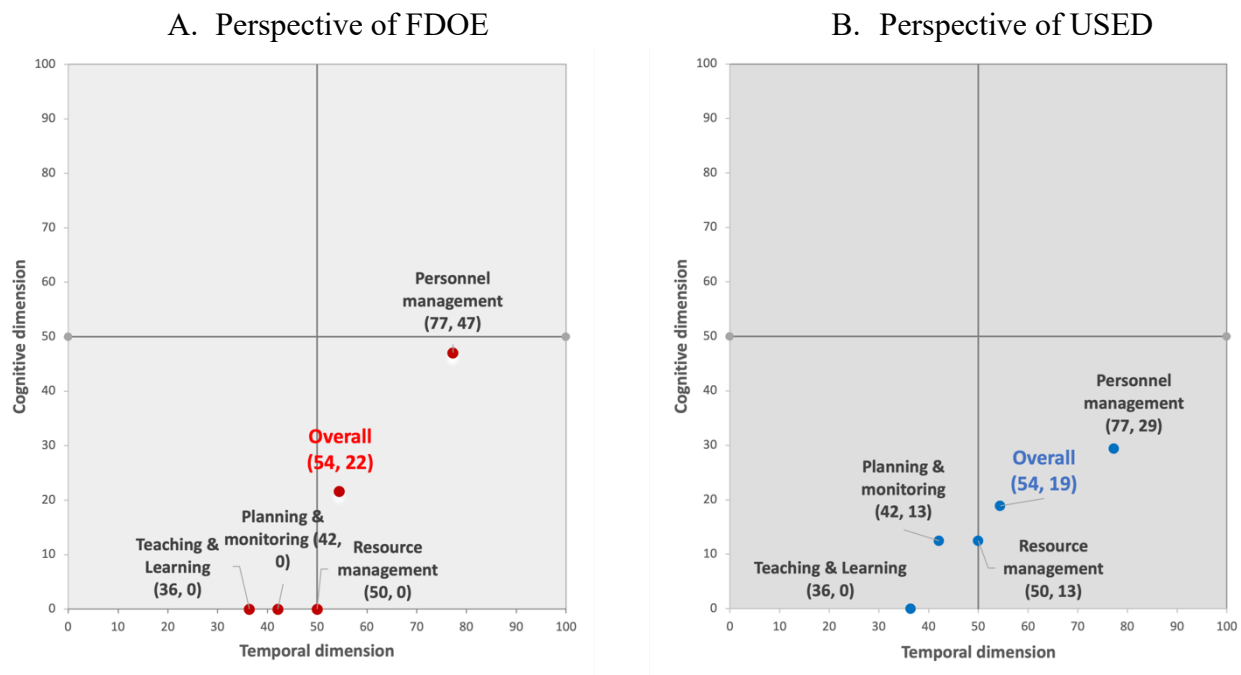 A. Perspective of FDOE
100
90
80
70
60
50
40
30
20
10
0
Cognitive dimension
Personnel
management
(77, 47)
Overall
(54, 22)
Planning &
monitoring (42,
0)
Teaching &
Learning
(36, 0)
Resource
management
(50, 0)
0 10 20 30 40 50 60 70 80 90 100
Temporal dimension
B. Perspective of USED
100
90
80
70
60
50
40
30
20
10
0
Cognitive dimension
Personnel
management
(77, 29)
Overall
(54, 19)
Planning &
monitoring
(42, 13)
Resource
management
(50, 13)
Teaching & Learning
(36, 0)
0 10 20 30 40 50 60 70 80 90 100
Temporal dimension